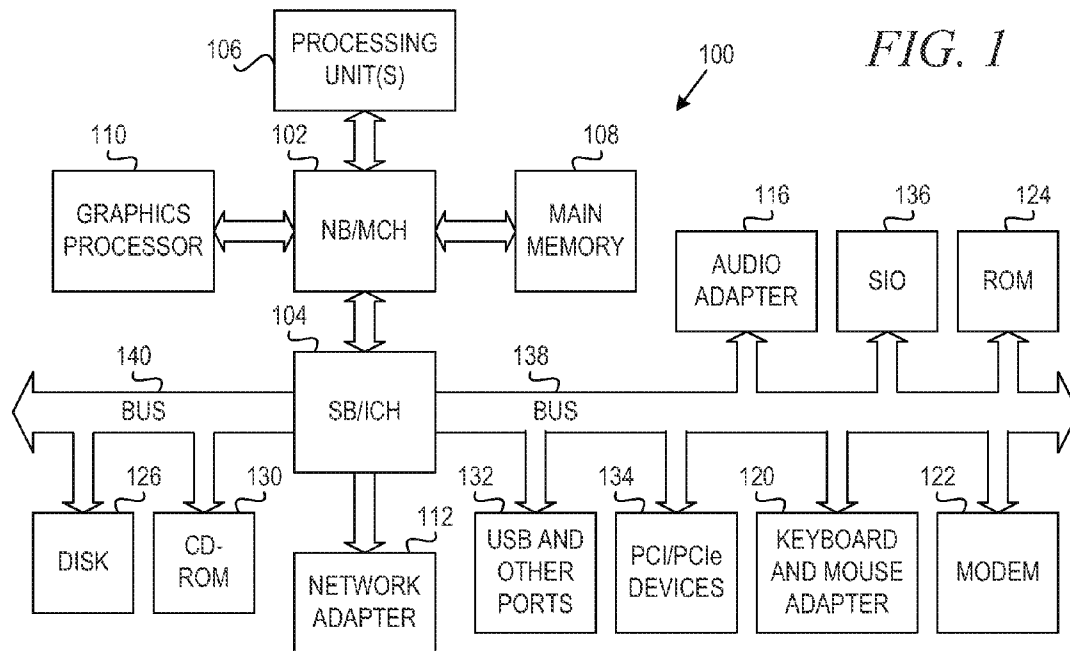 FIG. 1
100
106
PROCESSING
UNIT(S)
110
102
108
GRAPHICS
PROCESSOR
NB/MCH
MAIN
MEMORY
116
136
124
AUDIO
ADAPTER
SIO
ROM
104
140
138
BUS
SB/ICH
BUS
126
130
132
134
120
122
112
DISK
CD-
ROM
NETWORK
ADAPTER
USB AND
OTHER
PORTS
PCI/PCIe
DEVICES
KEYBOARD
AND MOUSE
ADAPTER
MODEM